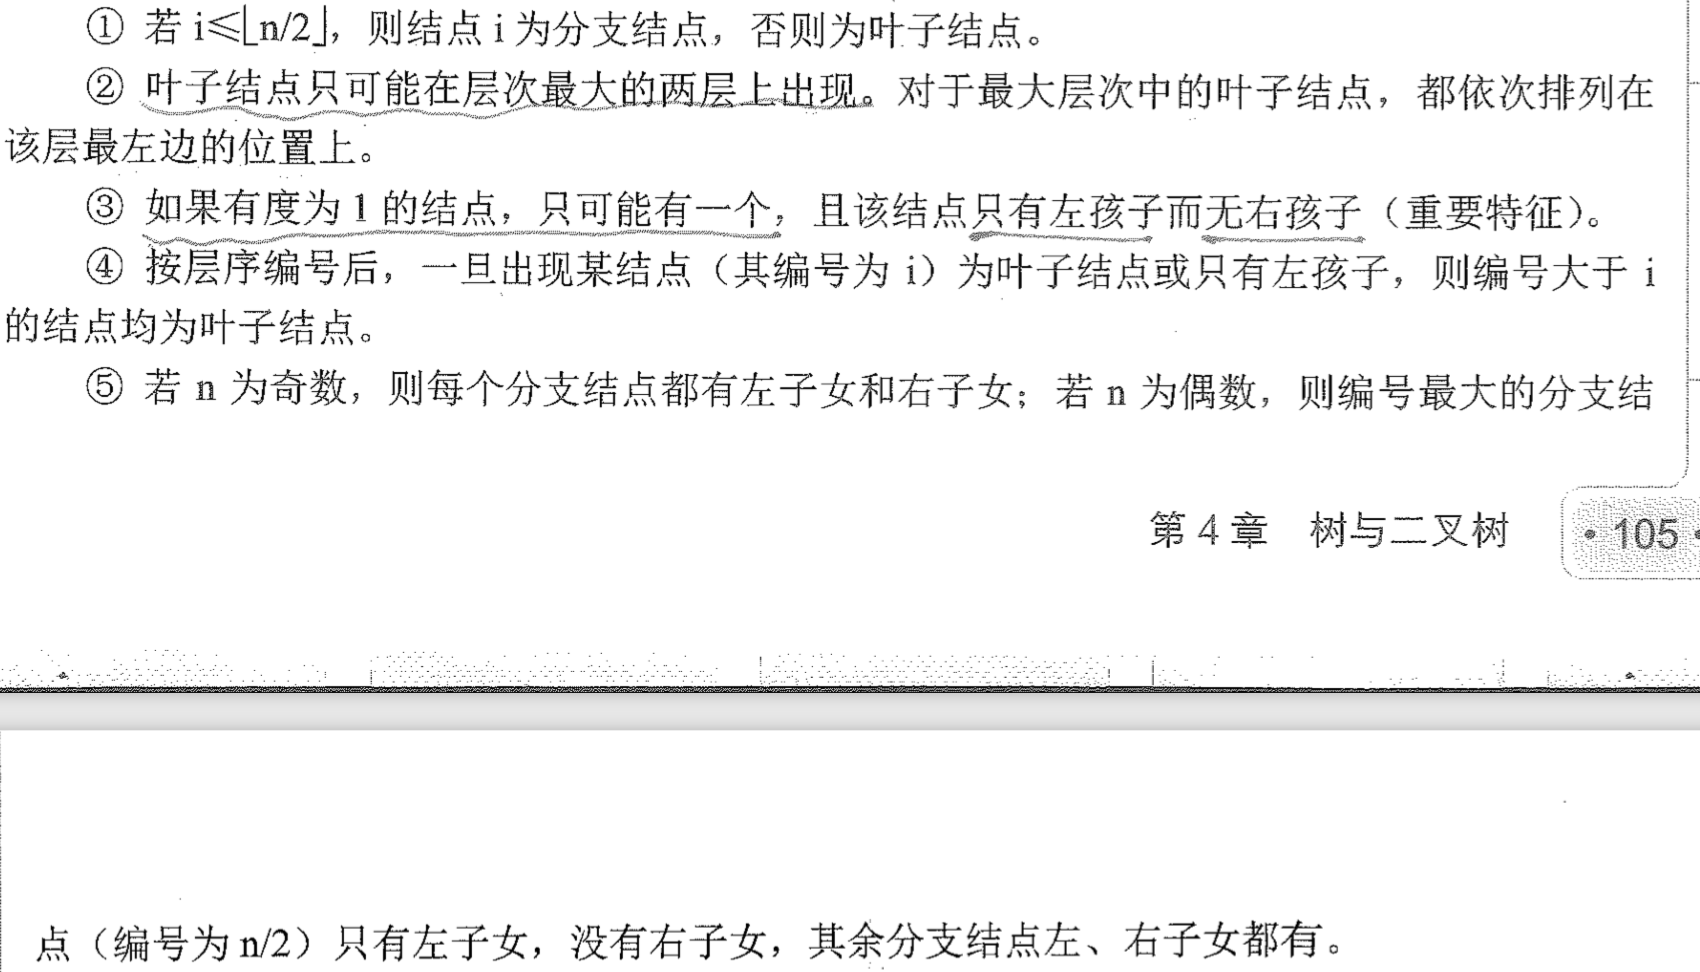 ① 若 i≤⌊n/2⌋，则结点 i 为分支结点，否则为叶子结点。
② 叶子结点只可能在层次最大的两层上出现。对于最大层次中的叶子结点，都依次排列在
该层最左边的位置上。
③ 如果有度为 1 的结点，只可能有一个，且该结点只有左孩子而无右孩子（重要特征）。
④ 按层序编号后，一旦出现某结点（其编号为 i）为叶子结点或只有左孩子，则编号大于 i
的结点均为叶子结点。
⑤ 若 n 为奇数，则每个分支结点都有左子女和右子女；若 n 为偶数，则编号最大的分支结
第 4 章 树与二叉树 ·105·
点（编号为 n/2）只有左子女，没有右子女，其余分支结点左、右子女都有。